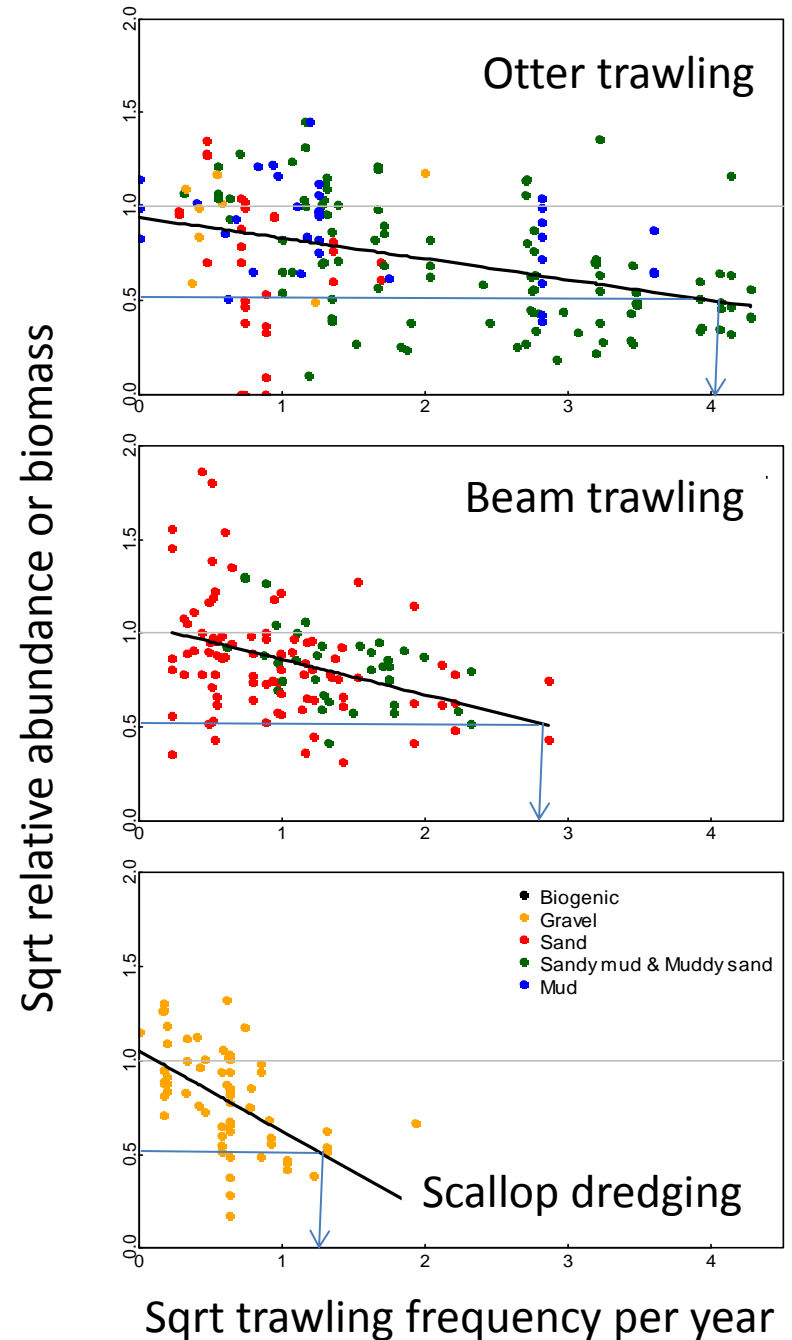 Sqrt relative abundance or biomass
Otter trawling
2.0
1.5
1.0
0.5
0.0
0 1 2 3 4
Beam trawling
2.0
1.5
1.0
0.5
0.0
0 1 2 3 4
2.0
1.5
1.0
0.5
0.0
Biogenic
Gravel
Sand
Sandy mud & Muddy sand
Mud
Scallop dredging
0 1 2 3 4
Sqrt trawling frequency per year